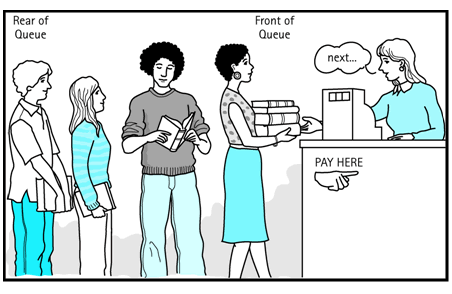 Rear of
Queue
Front of
Queue
next...
PAY HERE